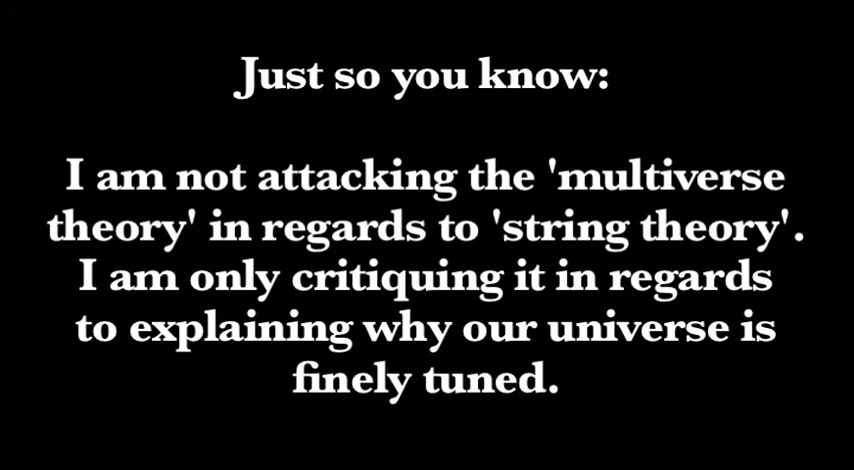 Just so you know:
I am not attacking the 'multiverse
theory' in regards to 'string theory'.
I am only critiquing it in regards
to explaining why our universe is
finely tuned.